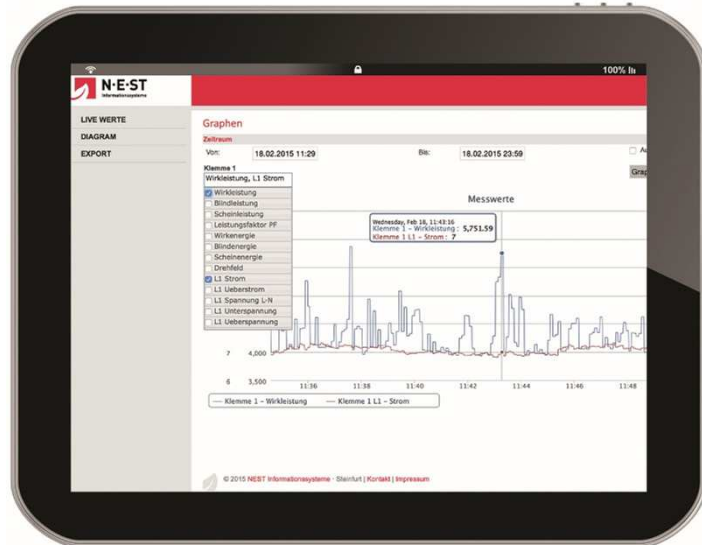 100%
N·E·ST
Informationssysteme
LIVE WERTE
DIAGRAM
EXPORT
Graphen
Zeitraum
Von:
18.02.2015 11:29
Bis:
18.02.2015 23:59
Klemme 1
Wirkleistung, L1 Strom
Wirkleistung
Blindleistung
Scheinleistung
Leistungsfaktor PF
Wirkenergie
Blindenergie
Scheinenergie
Drehfeld
L1 Strom
L1 Ueberstrom
L1 Spannung L-N
L1 Unterspannung
L1 Ueberspannung
Messwerte
Wednesday, Feb 18, 11:43:16
Klemme 1 – Wirkleistung : 5,751.59
Klemme 1 L1 – Strom : 7
7 4,000
6 3,500
11:36 11:38 11:40 11:42 11:44 11:46 11:48
Klemme 1 – Wirkleistung Klemme 1 L1 – Strom
© 2015 NEST Informationssysteme · Steinfurt | Kontakt | Impressum